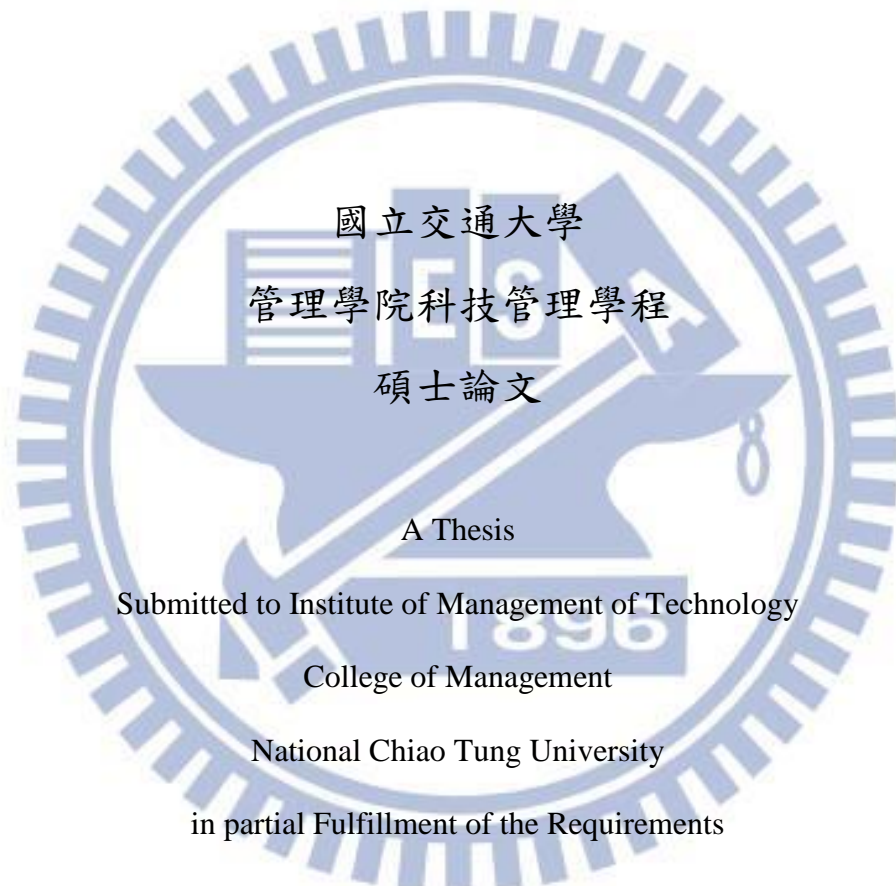 國立交通大學
管理學院科技管理學程
碩士論文
E S A
A Thesis
Submitted to Institute of Management of Technology
1896
College of Management
National Chiao Tung University
in partial Fulfillment of the Requirements